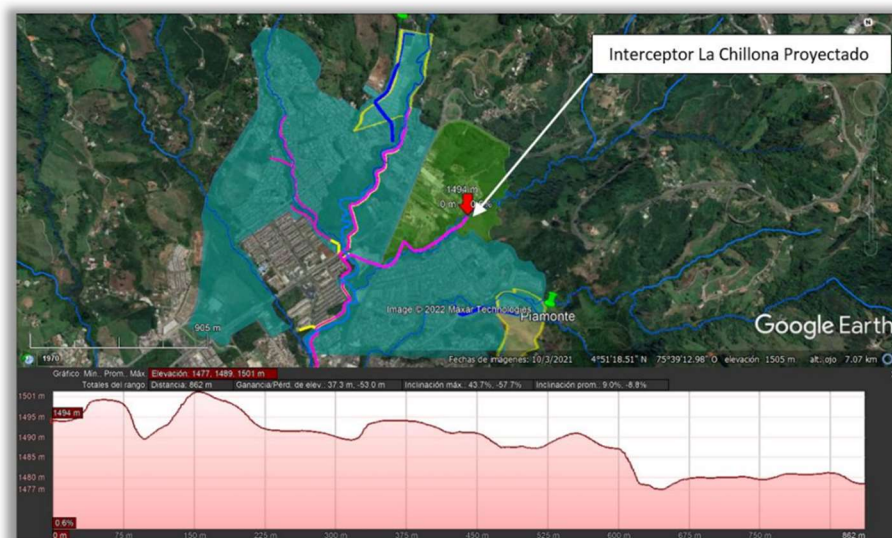 Interceptor La Chillona Proyectado
N
1494 m
0 m
Image © 2022 Maxar Technologies
Piamonte
905 m
Google Earth
1970
Fechas de imágenes: 10/3/2021 4°51'18.51" N 75°39'12.98" O elevación 1505 m alt. ojo 7.07 km
Gráfico: Mín., Prom., Máx. Elevación: 1477, 1489, 1501 m
Totales del rango: Distancia: 862 m Ganancia/Pérd. de elev.: 37.3 m, -53.0 m Inclinación máx.: 43.7%, -57.7% Inclinación prom.: 9.0%, -8.8%
1501 m
1494 m
1495 m
1490 m
1485 m
1480 m
1477 m
0.6%
0 m 75 m 150 m 225 m 300 m 375 m 450 m 525 m 600 m 675 m 750 m 862 m